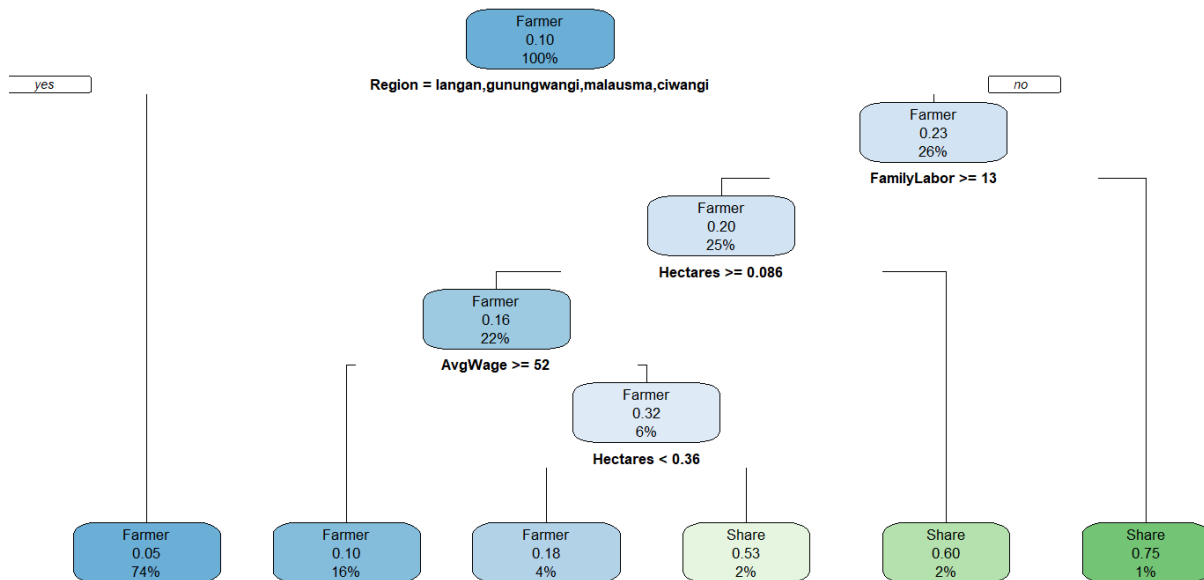 Farmer
0.10
100%
yes
Region = langan,gunungwangi,malausma,ciwangi
no
Farmer
0.23
26%
FamilyLabor >= 13
Farmer
0.20
25%
Hectares >= 0.086
Farmer
0.16
22%
AvgWage >= 52
Farmer
0.32
6%
Hectares < 0.36
Farmer
0.05
74%
Farmer
0.10
16%
Farmer
0.18
4%
Share
0.53
2%
Share
0.60
2%
Share
0.75
1%